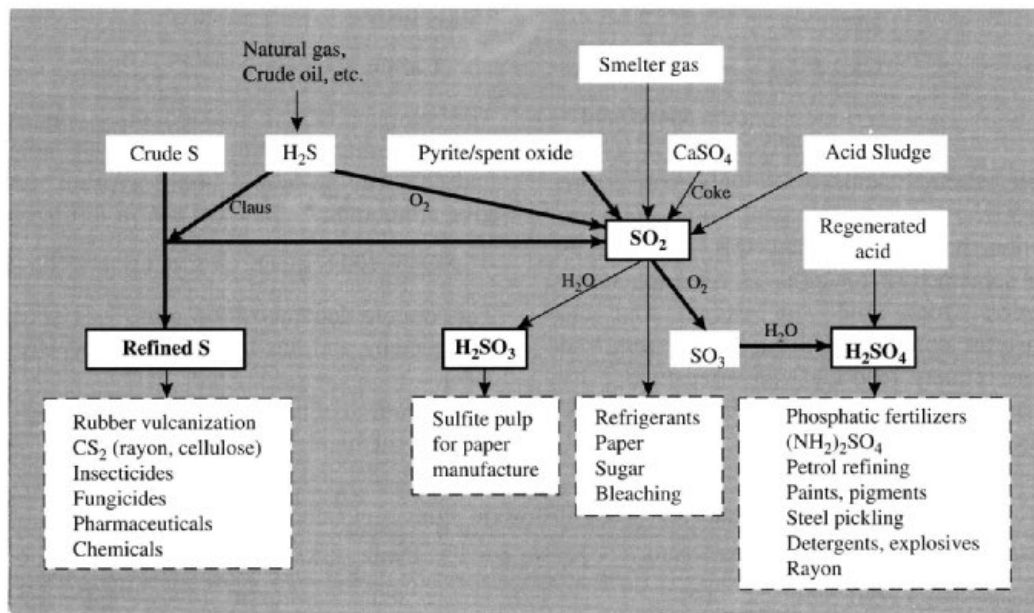 Natural gas,
Crude oil, etc.
Smelter gas
Crude S
H₂S
Pyrite/spent oxide
CaSO₄
Acid Sludge
Claus
O₂
Coke
SO₂
Regenerated
acid
H₂O
O₂
Refined S
H₂SO₃
SO₃
H₂O
H₂SO₄
Rubber vulcanization
CS₂ (rayon, cellulose)
Insecticides
Fungicides
Pharmaceuticals
Chemicals
Sulfite pulp
for paper
manufacture
Refrigerants
Paper
Sugar
Bleaching
Phosphatic fertilizers
(NH₂)₂SO₄
Petrol refining
Paints, pigments
Steel pickling
Detergents, explosives
Rayon